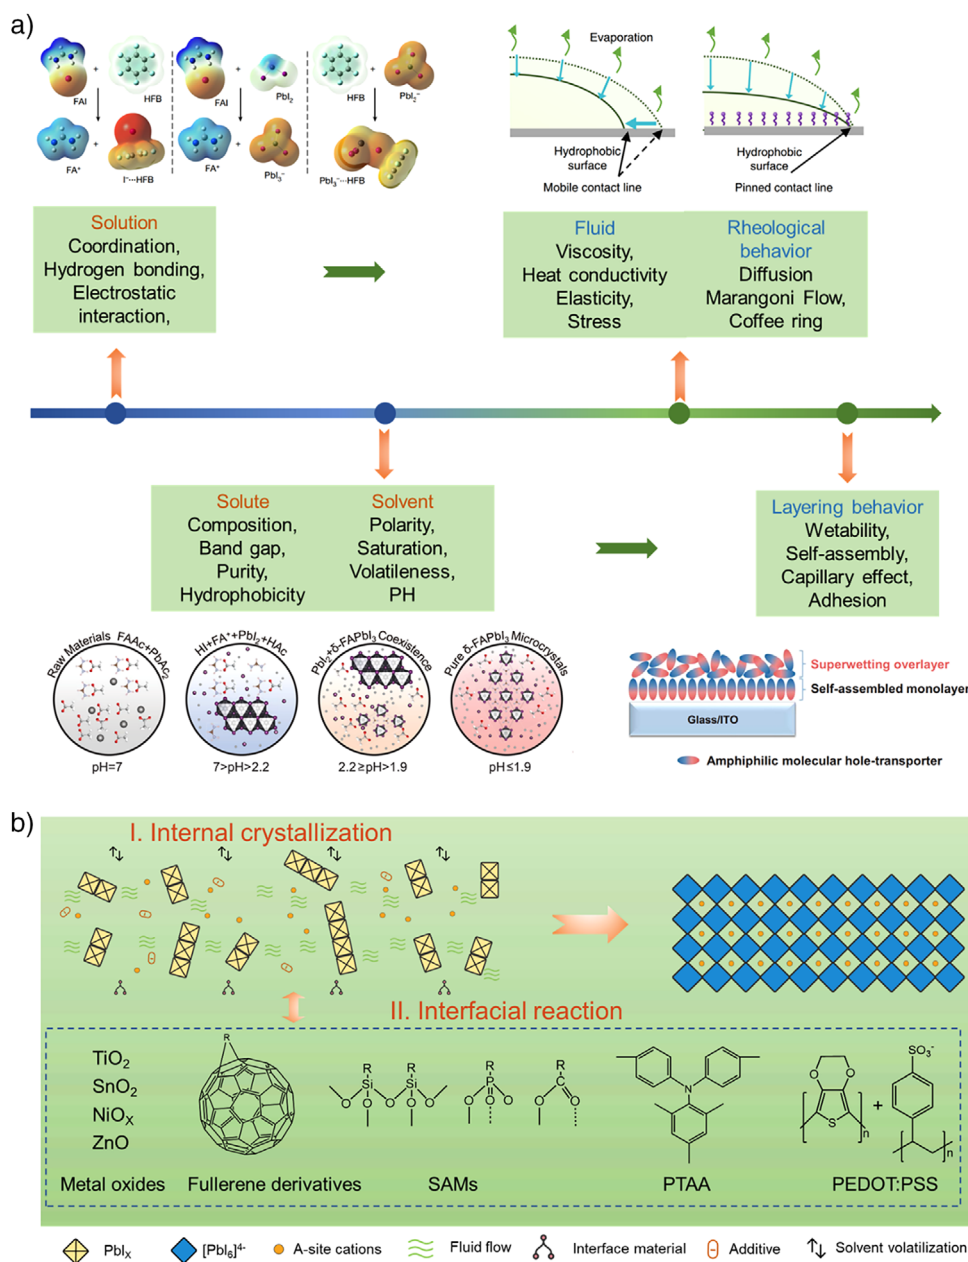 a)
FAI + HFB
FA⁺ + I⁻···HFB
FAI + PbI₂
FA⁺ PbI₃⁻
HFB + PbI₂⁻
PbI₃⁻···HFB
Evaporation
Hydrophobic
surface
Mobile contact line
Hydrophobic
surface
Pinned contact line
Solution
Coordination,
Hydrogen bonding,
Electrostatic
interaction,
Fluid
Viscosity,
Heat conductivity
Elasticity,
Stress
Rheological
behavior
Diffusion
Marangoni Flow,
Coffee ring
Solute
Composition,
Band gap,
Purity,
Hydrophobicity
Solvent
Polarity,
Saturation,
Volatileness,
PH
Layering behavior
Wetability,
Self-assembly,
Capillary effect,
Adhesion
Raw Materials FAAc+PbAc₂
pH=7
HI+FA⁺+PbI₂+HAc
7>pH>2.2
PbI₂+δ-FAPbI₃ Coexistence
2.2≥pH>1.9
Pure δ-FAPbI₃ Microcrystals
pH≤1.9
Superwetting overlayer
Self-assembled monolayer
Glass/ITO
Amphiphilic molecular hole-transporter
b)
I. Internal crystallization
II. Interfacial reaction
TiO₂
SnO₂
NiOₓ
ZnO
Metal oxides
R
Fullerene derivatives
R R R R
Si Si P C
O O O O O O O
SAMs
N
PTAA
O O
S
n
+
SO₃⁻
n
PEDOT:PSS
PbIₓ
[PbI₆]⁴⁻
A-site cations
Fluid flow
Interface material
Additive
Solvent volatilization